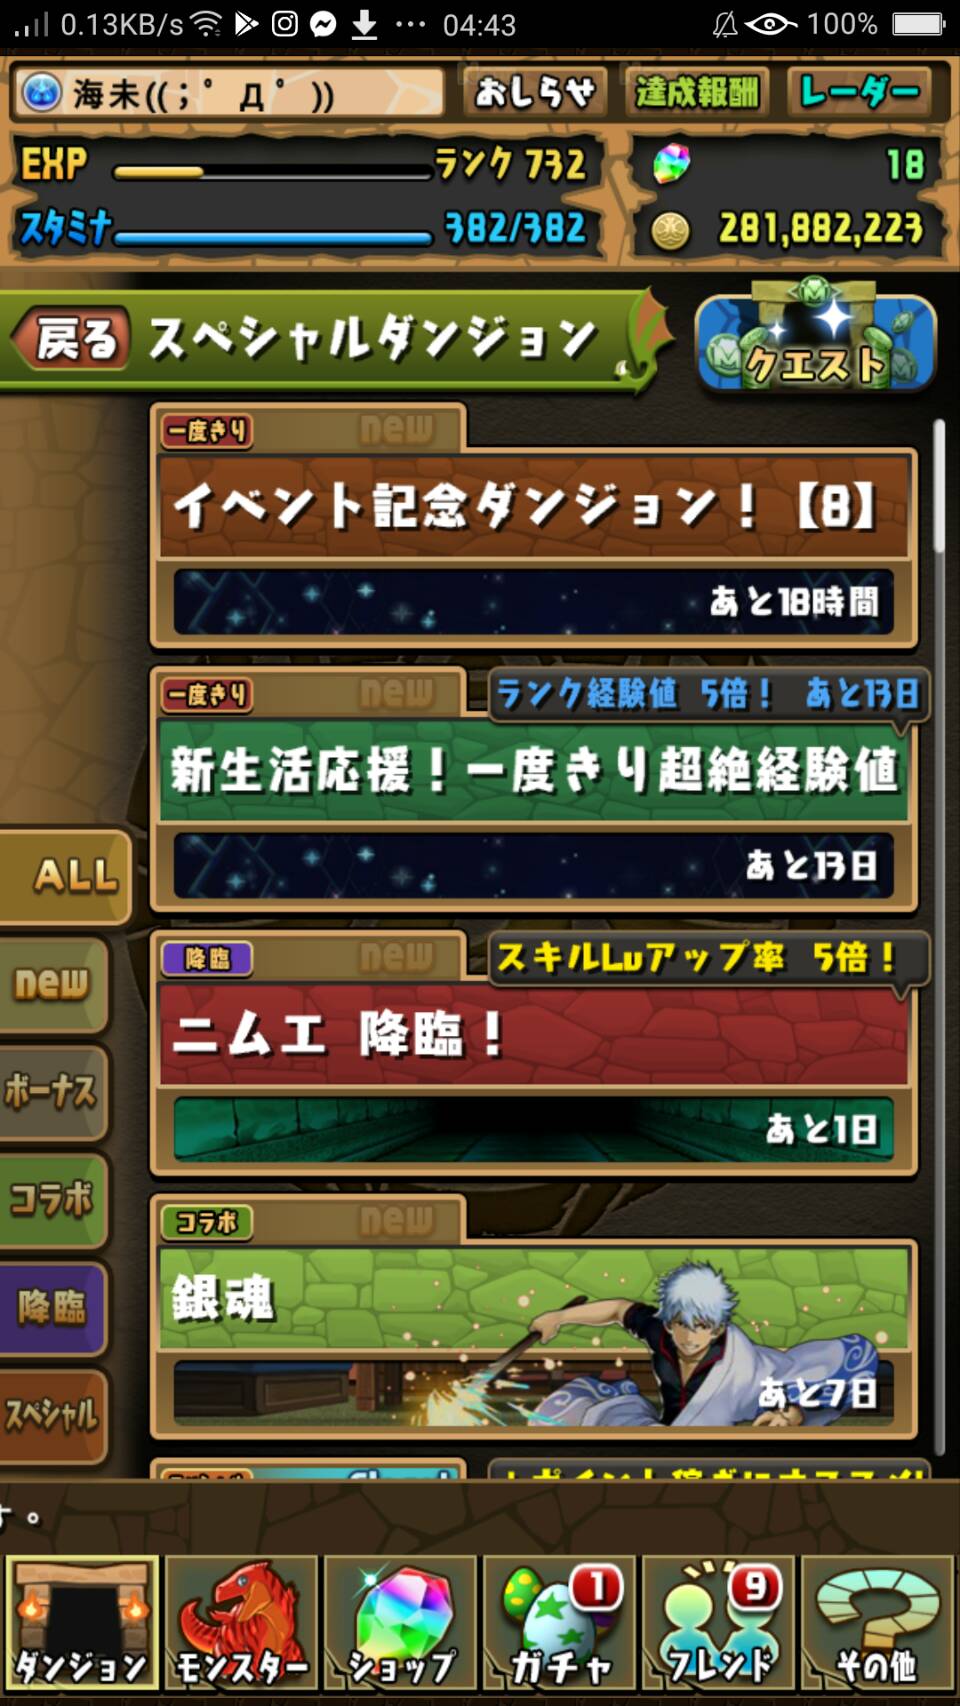 0.13KB/s ... 04:43 100%
海未((；゜Д゜)) おしらせ 達成報酬 レーダー
EXP ランク 732 18
スタミナ 382/382 281,882,223
戻る スペシャルダンジョン クエスト
一度きり new
イベント記念ダンジョン！【8】
あと18時間
一度きり new ランク経験値 5倍！ あと13日
新生活応援！一度きり超絶経験値
あと13日
降臨 new スキルLvアップ率 5倍！
ニムエ 降臨！
あと1日
コラボ new
銀魂
あと7日
ALL
new
ボーナス
コラボ
降臨
スペシャル
す。
ダンジョン モンスター ショップ ガチャ 1 フレンド 9 その他